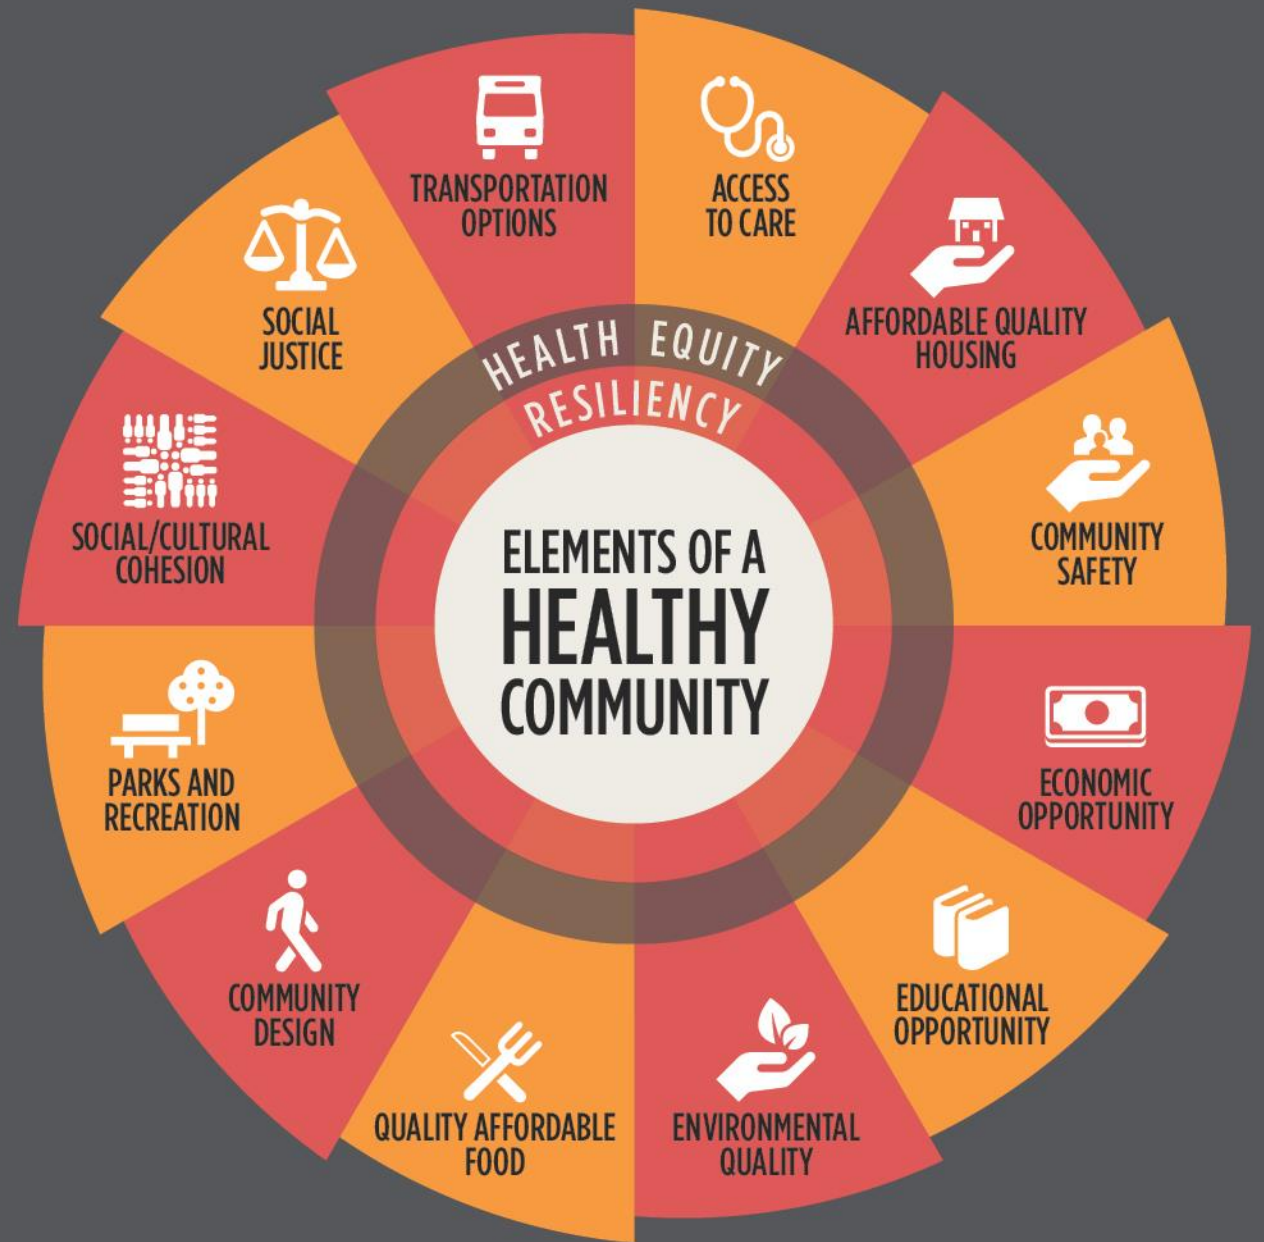 TRANSPORTATION
OPTIONS
ACCESS
TO CARE
AFFORDABLE QUALITY
HOUSING
COMMUNITY
SAFETY
ECONOMIC
OPPORTUNITY
EDUCATIONAL
OPPORTUNITY
ENVIRONMENTAL
QUALITY
QUALITY AFFORDABLE
FOOD
COMMUNITY
DESIGN
PARKS AND
RECREATION
SOCIAL/CULTURAL
COHESION
SOCIAL
JUSTICE
HEALTH EQUITY
RESILIENCY
ELEMENTS OF A
HEALTHY
COMMUNITY